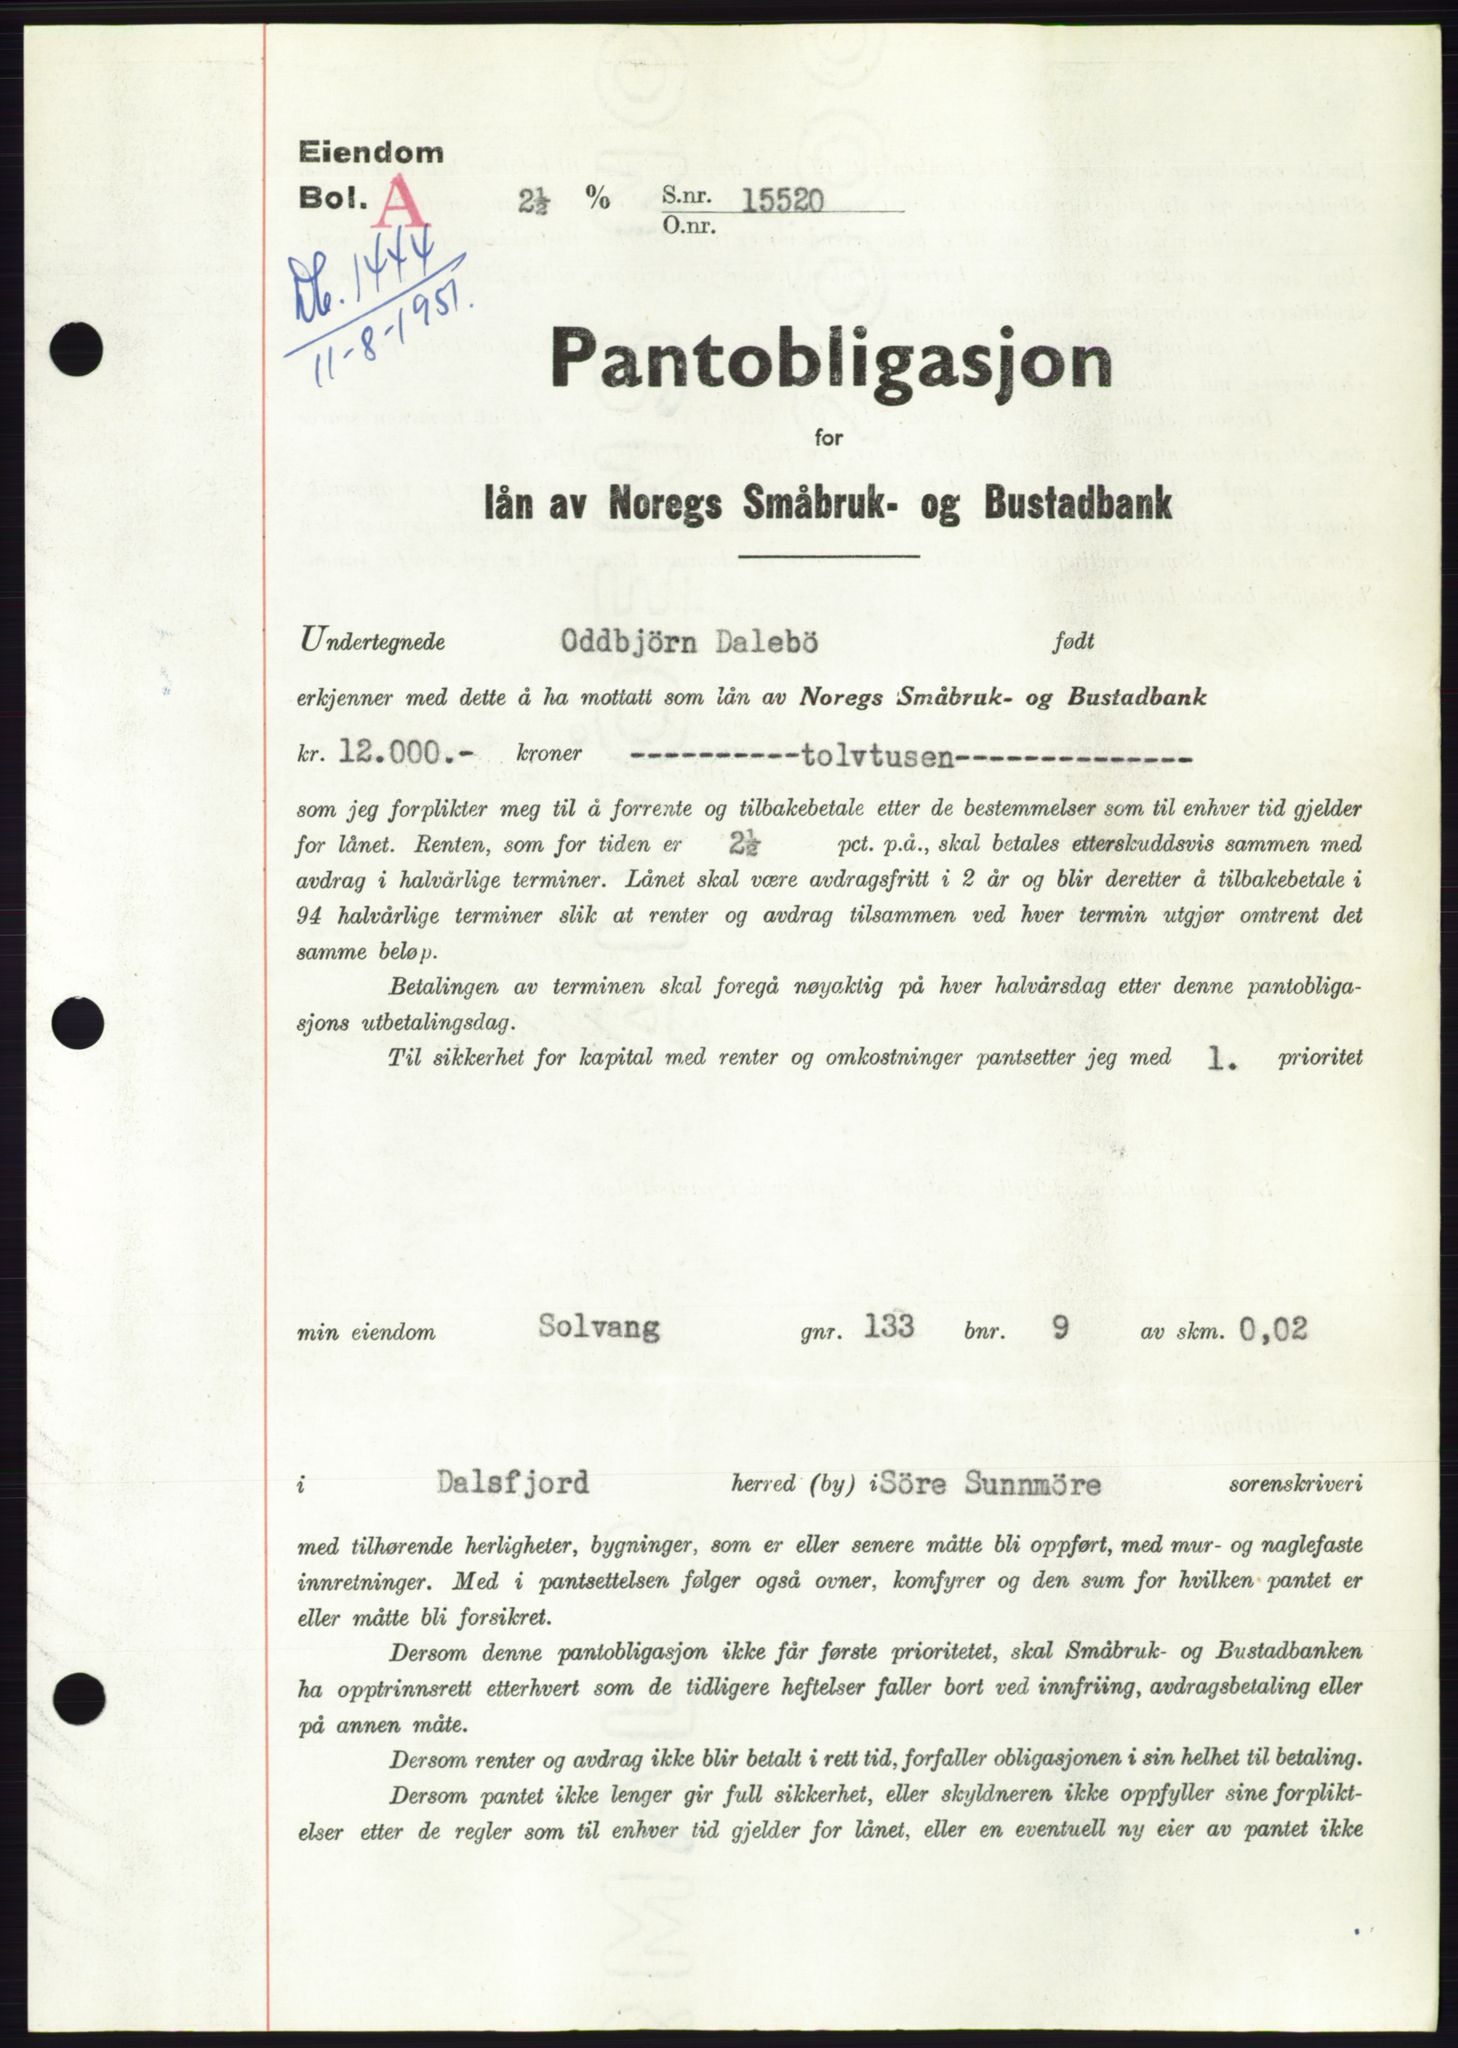 Eiendom
Bol. A 2½ % S.nr. 15520
O.nr.
Db. 1444
11-8-1951.
Pantobligasjon
for
lån av Noregs Småbruk- og Bustadbank
Undertegnede Oddbjörn Dalebö født
erkjenner med dette å ha mottatt som lån av Noregs Småbruk- og Bustadbank
kr. 12.000.- kroner ----------tolvtusen--------------
som jeg forplikter meg til å forrente og tilbakebetale etter de bestemmelser som til enhver tid gjelder
for lånet. Renten, som for tiden er 2½ pct. p.å., skal betales etterskuddsvis sammen med
avdrag i halvårlige terminer. Lånet skal være avdragsfritt i 2 år og blir deretter å tilbakebetale i
94 halvårlige terminer slik at renter og avdrag tilsammen ved hver termin utgjør omtrent det
samme beløp.
Betalingen av terminen skal foregå nøyaktig på hver halvårsdag etter denne pantobliga-
sjons utbetalingsdag.
Til sikkerhet for kapital med renter og omkostninger pantsetter jeg med 1. prioritet
min eiendom Solvang gnr. 133 bnr. 9 av skm. 0,02
i Dalsfjord herred (by) i Söre Sunnmöre sorenskriveri
med tilhørende herligheter, bygninger, som er eller senere måtte bli oppført, med mur- og naglefaste
innretninger. Med i pantsettelsen følger også ovner, komfyrer og den sum for hvilken pantet er
eller måtte bli forsikret.
Dersom denne pantobligasjon ikke får første prioritetet, skal Småbruk- og Bustadbanken
ha opptrinnsrett etterhvert som de tidligere heftelser faller bort ved innfriing, avdragsbetaling eller
på annen måte.
Dersom renter og avdrag ikke blir betalt i rett tid, forfaller obligasjonen i sin helhet til betaling.
Dersom pantet ikke lenger gir full sikkerhet, eller skyldneren ikke oppfyller sine forplikt-
elser etter de regler som til enhver tid gjelder for lånet, eller en eventuell ny eier av pantet ikke